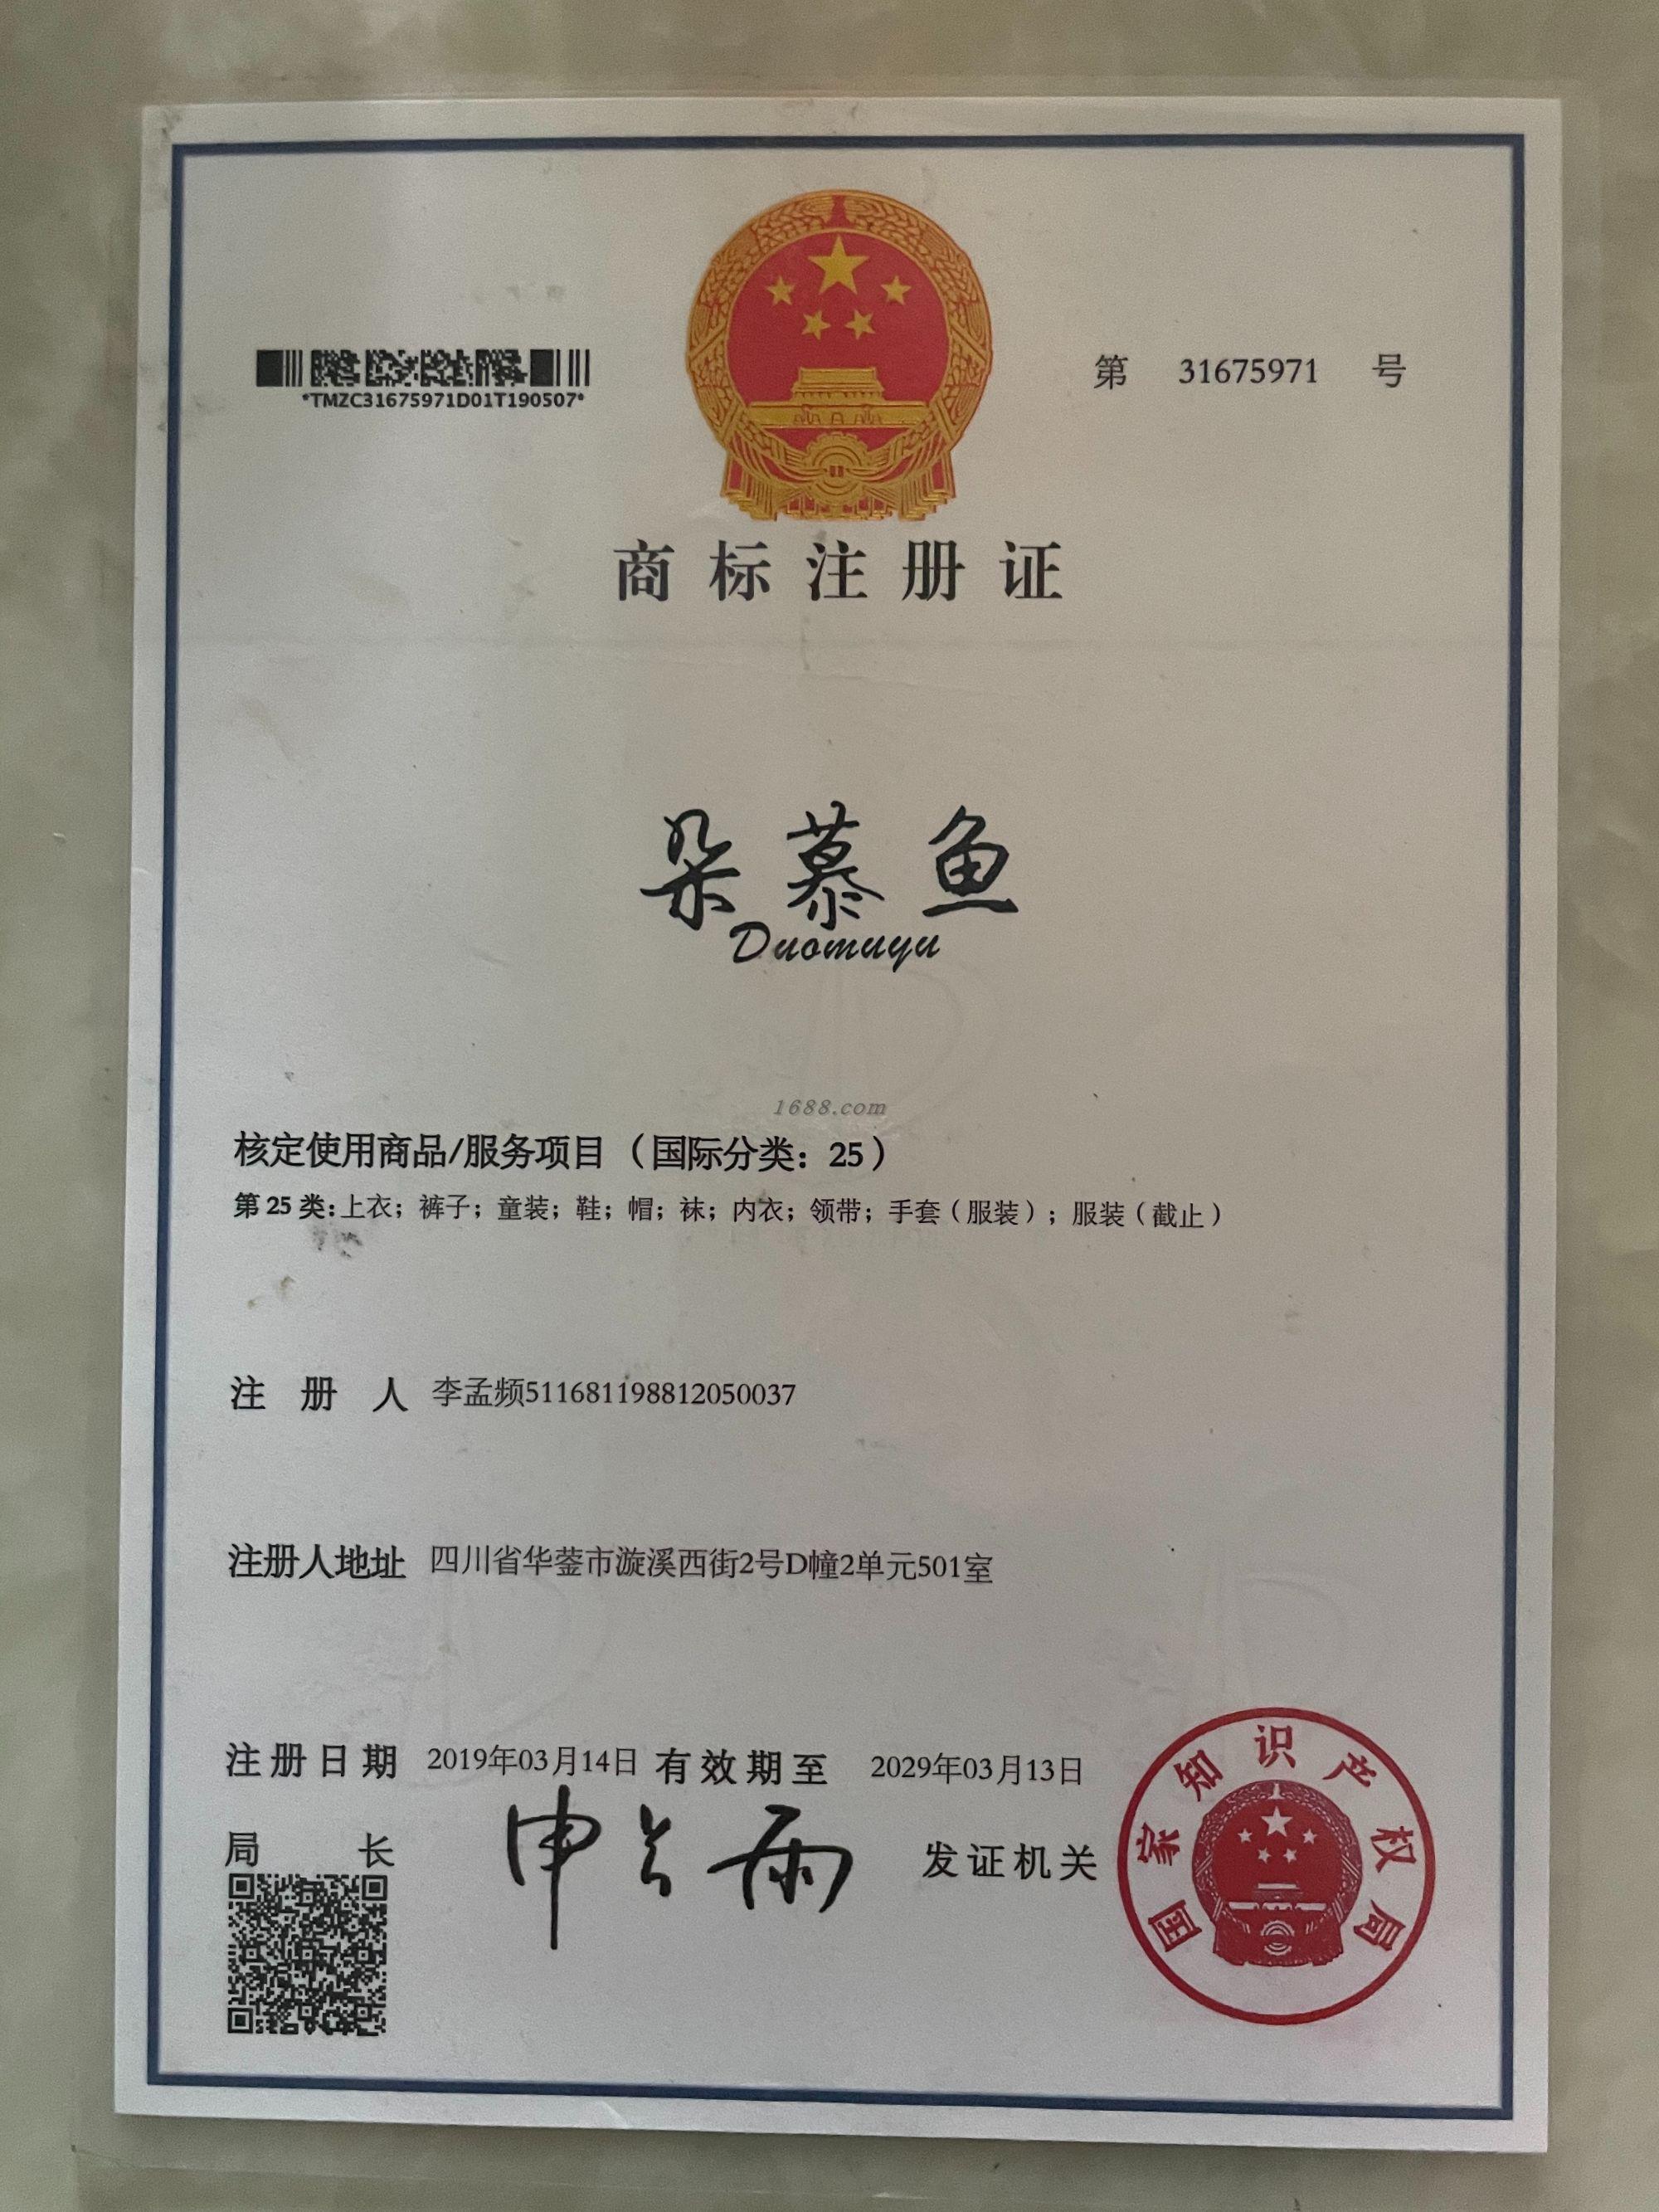 *TMZC31675971D01T190507*
第 31675971 号
商标注册证
朵慕鱼
Duomuyu
1688.com
核定使用商品/服务项目（国际分类：25）
第25类：上衣；裤子；童装；鞋；帽；袜；内衣；领带；手套（服装）；服装（截止）
注册人 李孟频511681198812050037
注册人地址 四川省华蓥市漩溪西街2号D幢2单元501室
注册日期 2019年03月14日 有效期至 2029年03月13日
局长 申长雨 发证机关
国家知识产权局